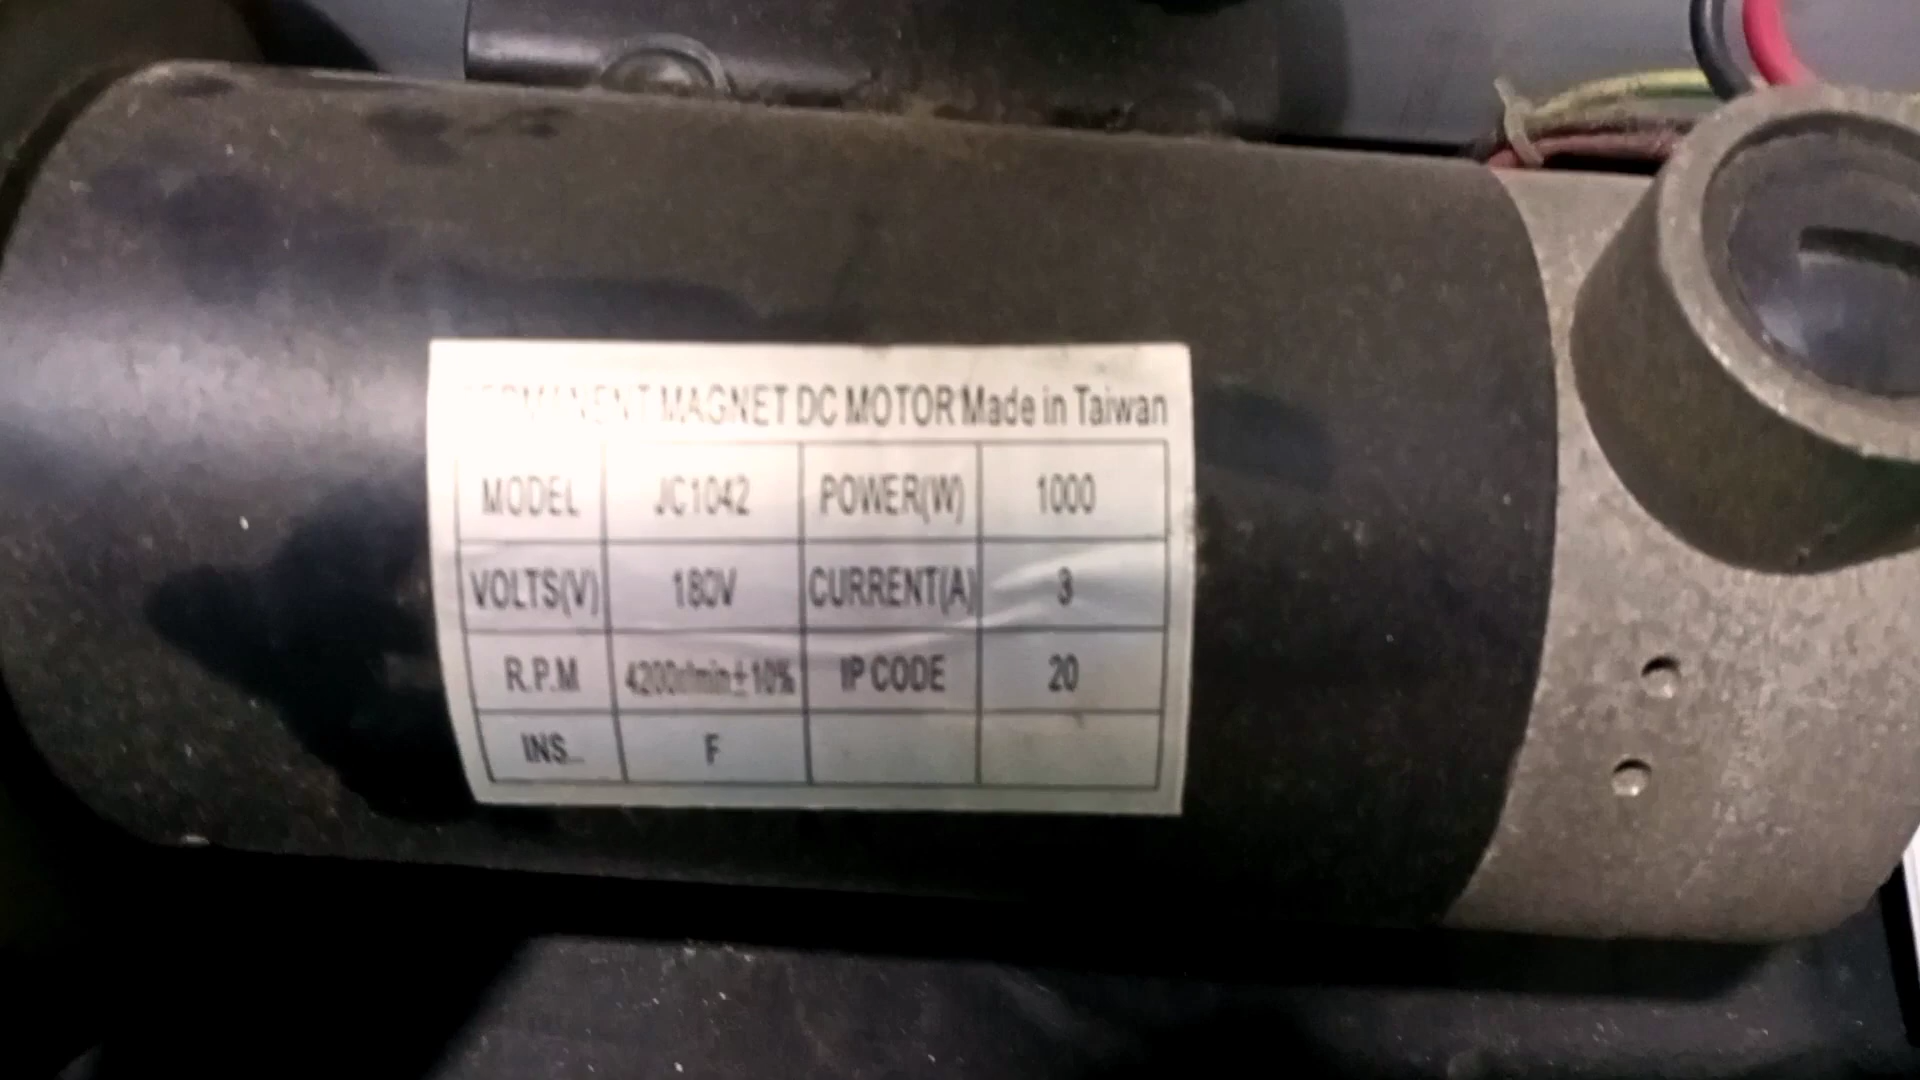 PERMANENT MAGNET DC MOTOR Made in Taiwan
MODEL JC1042 POWER(W) 1000
VOLTS(V) 180V CURRENT(A)
R.P.M 4200r/min±10% IP CODE 20
INS. F